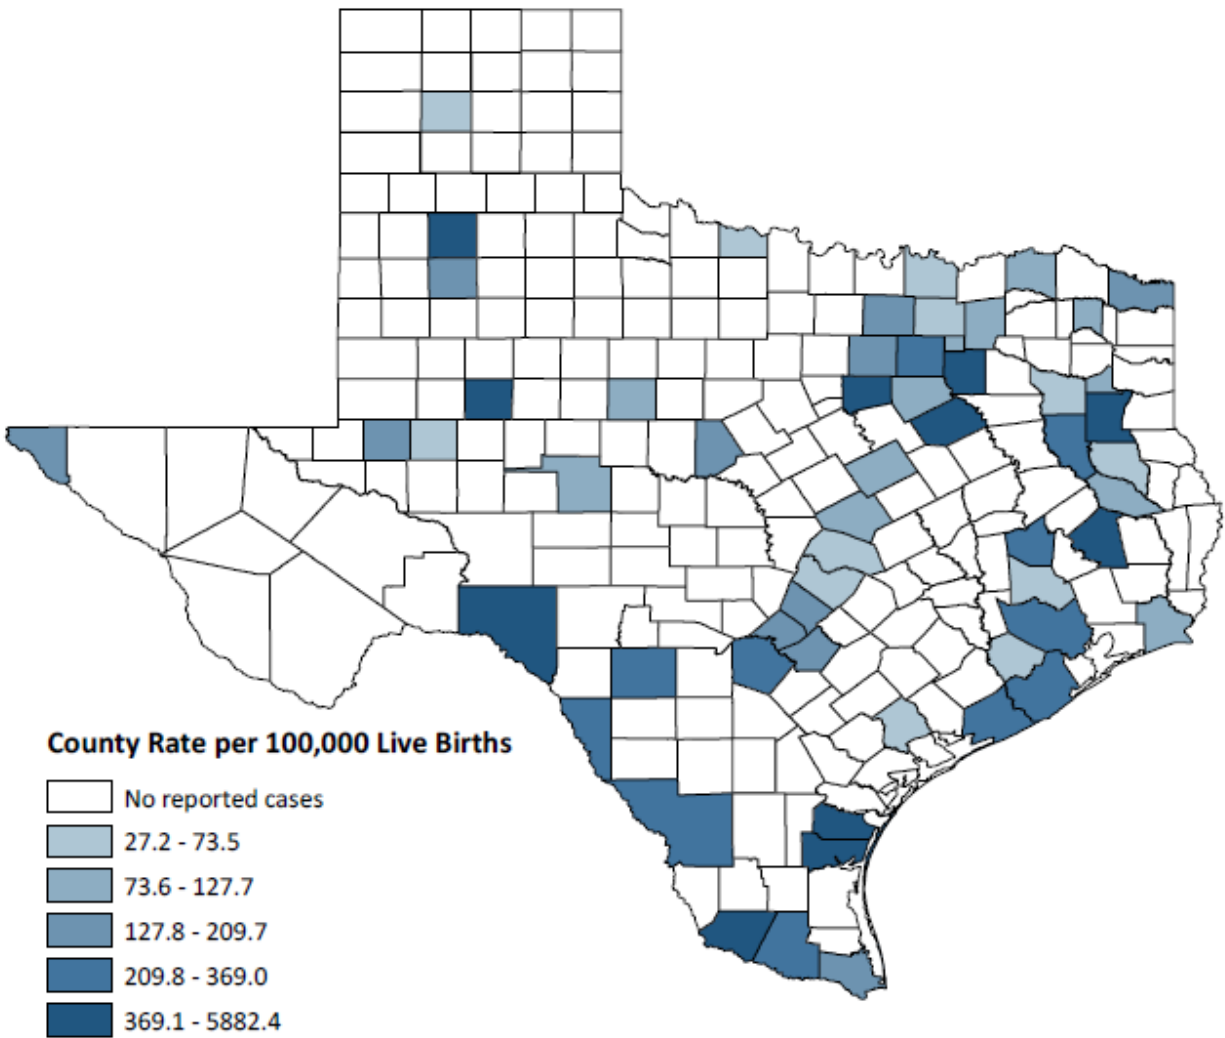 County Rate per 100,000 Live Births
No reported cases
27.2 - 73.5
73.6 - 127.7
127.8 - 209.7
209.8 - 369.0
369.1 - 5882.4